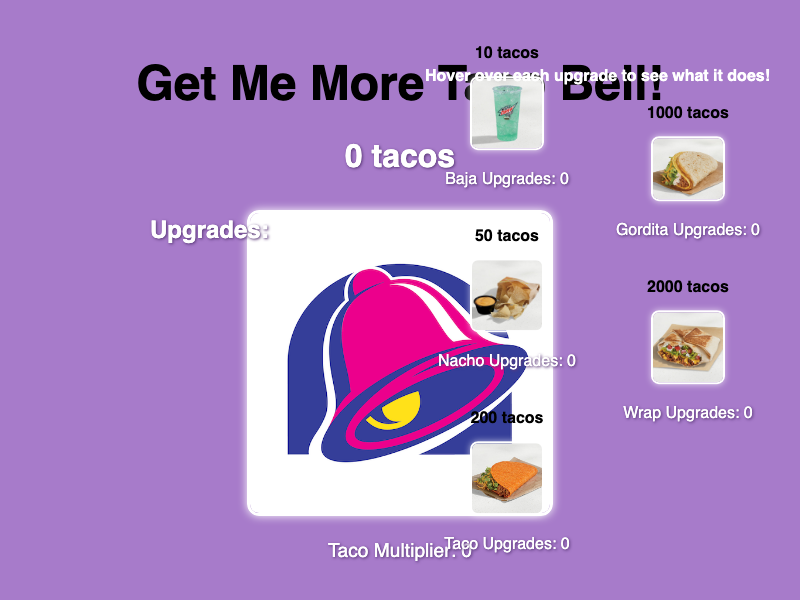 10 tacos
Hover over each upgrade to see what it does!
Get Me More Taco Bell!
1000 tacos
0 tacos
Baja Upgrades: 0
Upgrades:
Gordita Upgrades: 0
50 tacos
2000 tacos
Nacho Upgrades: 0
Wrap Upgrades: 0
200 tacos
Taco Upgrades: 0
Taco Multiplier: 0